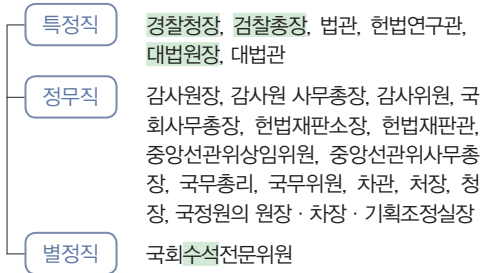 특정직
경찰청장, 검찰총장, 법관, 헌법연구관,
대법원장, 대법관
정무직
감사원장, 감사원 사무총장, 감사위원, 국
회사무총장, 헌법재판소장, 헌법재판관,
중앙선관위상임위원, 중앙선관위사무총
장, 국무총리, 국무위원, 차관, 처장, 청
장, 국정원의 원장 · 차장 · 기획조정실장
별정직
국회수석전문위원